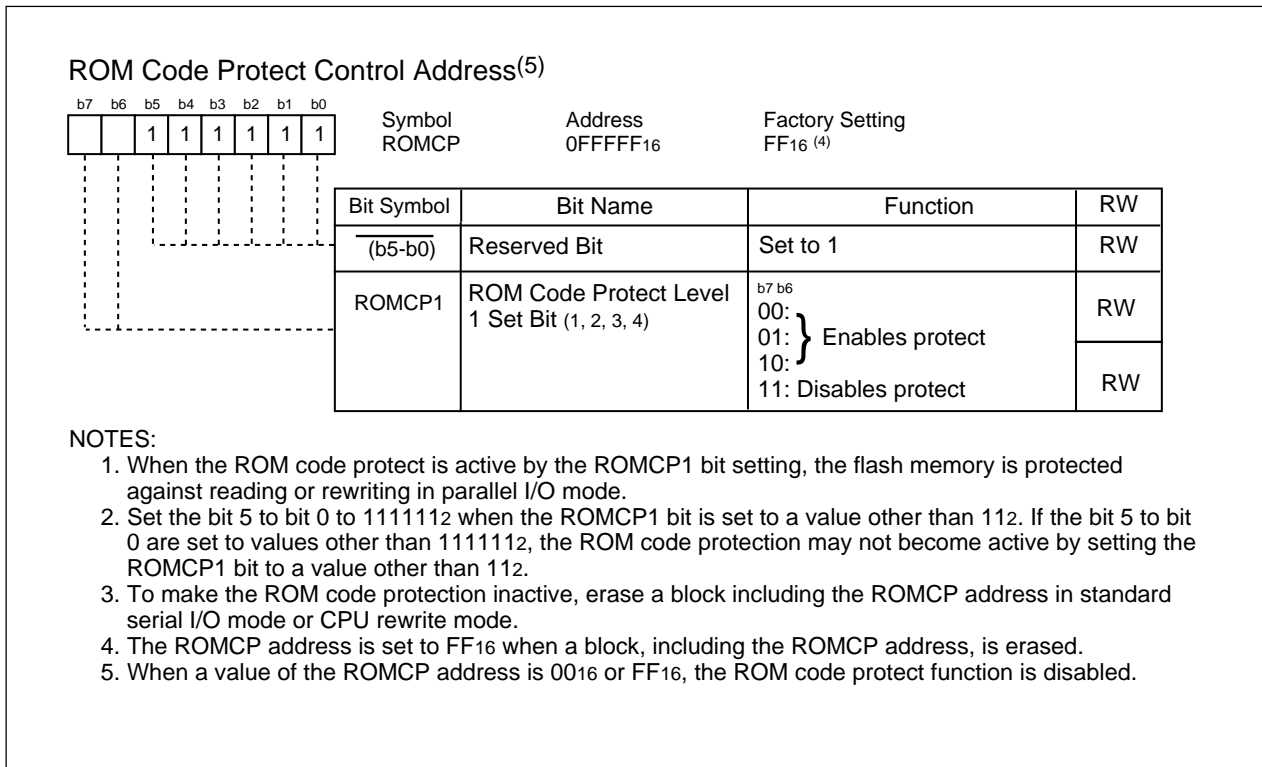 ROM Code Protect Control Address(5)
b7 b6 b5 b4 b3 b2 b1 b0
1 1 1 1 1 1
Symbol Address Factory Setting
ROMCP 0FFFFF16 FF16 (4)
Bit Symbol Bit Name Function RW
(b5-b0) Reserved Bit Set to 1 RW
ROMCP1 ROM Code Protect Level
1 Set Bit (1, 2, 3, 4)
b7 b6
00:
01: } Enables protect
10:
11: Disables protect
RW
RW
NOTES:
1. When the ROM code protect is active by the ROMCP1 bit setting, the flash memory is protected
against reading or rewriting in parallel I/O mode.
2. Set the bit 5 to bit 0 to 1111112 when the ROMCP1 bit is set to a value other than 112. If the bit 5 to bit
0 are set to values other than 1111112, the ROM code protection may not become active by setting the
ROMCP1 bit to a value other than 112.
3. To make the ROM code protection inactive, erase a block including the ROMCP address in standard
serial I/O mode or CPU rewrite mode.
4. The ROMCP address is set to FF16 when a block, including the ROMCP address, is erased.
5. When a value of the ROMCP address is 0016 or FF16, the ROM code protect function is disabled.